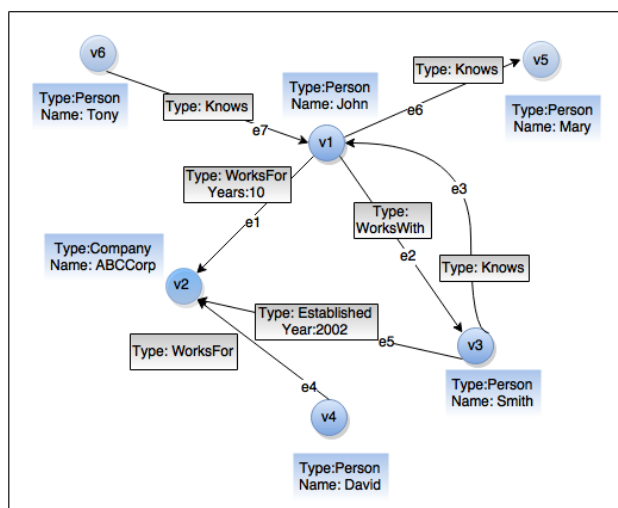 v6
v5
Type:Person
Name: Tony
Type: Knows
Type:Person
Name: John
Type: Knows
e6
Type:Person
Name: Mary
e7
v1
Type: WorksFor
Years:10
e1
Type:
WorksWith
e2
e3
Type: Knows
Type:Company
Name: ABCCorp
v2
Type: Established
Year:2002
e5
v3
Type: WorksFor
e4
Type:Person
Name: Smith
v4
Type:Person
Name: David